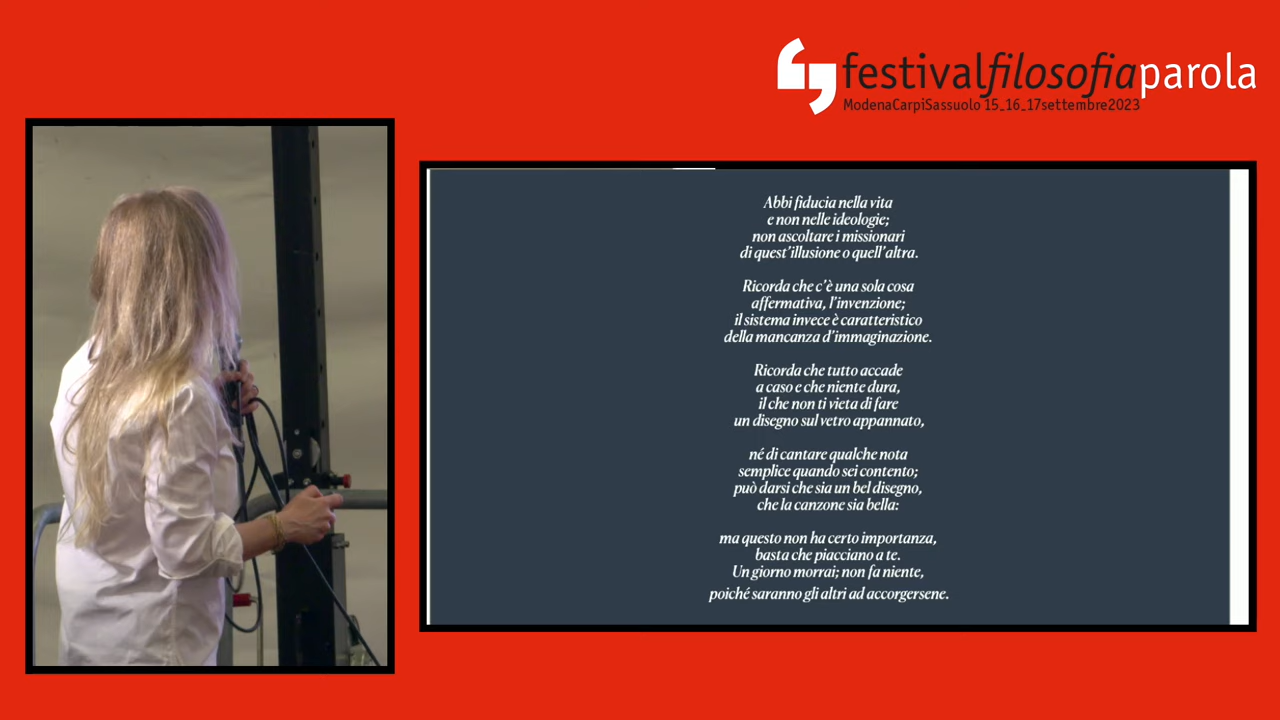 festivalfilosofiaparola
ModenaCarpiSassuolo 15_16_17settembre2023
Abbi fiducia nella vita
e non nelle ideologie;
non ascoltare i missionari
di quest'illusione o quell'altra.
Ricorda che c'è una sola cosa
affermativa, l'invenzione;
il sistema invece è caratteristico
della mancanza d'immaginazione.
Ricorda che tutto accade
a caso e che niente dura,
il che non ti vieta di fare
un disegno sul vetro appannato,
né di cantare qualche nota
semplice quando sei contento;
può darsi che sia un bel disegno,
che la canzone sia bella:
ma questo non ha certo importanza,
basta che piacciano a te.
Un giorno morrai; non fa niente,
poiché saranno gli altri ad accorgersene.